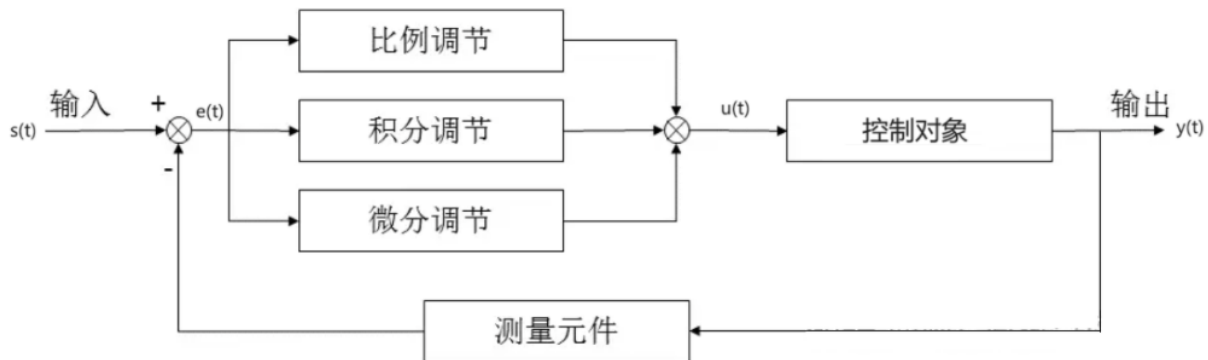 比例调节
输入
+
s(t)
e(t)
积分调节
u(t)
控制对象
输出
y(t)
-
微分调节
测量元件